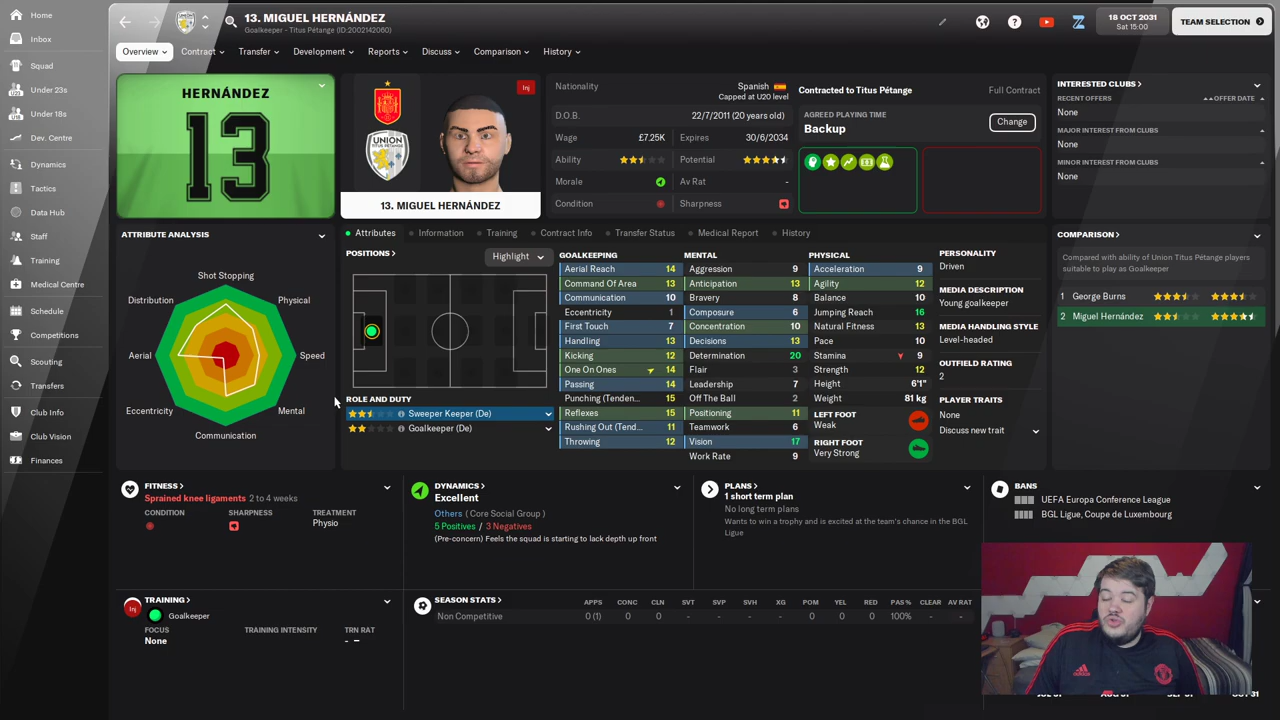 Home
Inbox
Squad
Under 23s
Under 18s
Dev. Centre
Dynamics
Tactics
Data Hub
Staff
Training
Medical Centre
Schedule
Competitions
Scouting
Transfers
Club Info
Club Vision
Finances
13. MIGUEL HERNÁNDEZ
Goalkeeper - Titus Pétange (ID:2002142060)
18 OCT 2031
Sat 15:00
TEAM SELECTION
Overview
Contract
Transfer
Development
Reports
Discuss
Comparison
History
HERNÁNDEZ
13
UNION
TITUS PÉTANGE
Inj
13. MIGUEL HERNÁNDEZ
Nationality Spanish
Capped at U20 level
D.O.B. 22/7/2011 (20 years old)
Wage £7.25K Expires 30/6/2034
Ability Potential
Morale Av Rat -
Condition Sharpness
Contracted to Titus Pétange Full Contract
AGREED PLAYING TIME
Backup
Change
INTERESTED CLUBS
RECENT OFFERS OFFER DATE
None
MAJOR INTEREST FROM CLUBS
None
MINOR INTEREST FROM CLUBS
None
ATTRIBUTE ANALYSIS
Shot Stopping
Physical
Speed
Mental
Communication
Eccentricity
Aerial
Distribution
Attributes
Information
Training
Contract Info
Transfer Status
Medical Report
History
POSITIONS
Highlight
ROLE AND DUTY
Sweeper Keeper (De)
Goalkeeper (De)
GOALKEEPING
Aerial Reach 14
Command Of Area 13
Communication 10
Eccentricity 1
First Touch 7
Handling 13
Kicking 12
One On Ones 14
Passing 14
Punching (Tenden... 15
Reflexes 15
Rushing Out (Tend... 11
Throwing 12
MENTAL
Aggression 9
Anticipation 13
Bravery 8
Composure 6
Concentration 10
Decisions 13
Determination 20
Flair 3
Leadership 7
Off The Ball 2
Positioning 11
Teamwork 6
Vision 17
Work Rate 9
PHYSICAL
Acceleration 9
Agility 12
Balance 10
Jumping Reach 16
Natural Fitness 13
Pace 10
Stamina 9
Strength 12
Height 6'1"
Weight 81 kg
LEFT FOOT
Weak
RIGHT FOOT
Very Strong
PERSONALITY
Driven
MEDIA DESCRIPTION
Young goalkeeper
MEDIA HANDLING STYLE
Level-headed
OUTFIELD RATING
2
PLAYER TRAITS
None
Discuss new trait
COMPARISON
Compared with ability of Union Titus Pétange players
suitable to play as Goalkeeper
1 George Burns
2 Miguel Hernández
FITNESS
Sprained knee ligaments 2 to 4 weeks
CONDITION SHARPNESS TREATMENT
Physio
DYNAMICS
Excellent
Others ( Core Social Group )
5 Positives / 3 Negatives
(Pre-concern) Feels the squad is starting to lack depth up front
PLANS
1 short term plan
No long term plans
Wants to win a trophy and is excited at the team's chance in the BGL
Ligue
BANS
UEFA Europa Conference League
BGL Ligue, Coupe de Luxembourg
Inj
TRAINING
Goalkeeper
FOCUS TRAINING INTENSITY TRN RAT
None - –
SEASON STATS APPS CONC CLN SVT SVP SVH XG POM YEL RED PAS% CLEAR AV RAT
Non Competitive 0 (1) 0 0 - - - - 0 0 0 100% - -
adidas